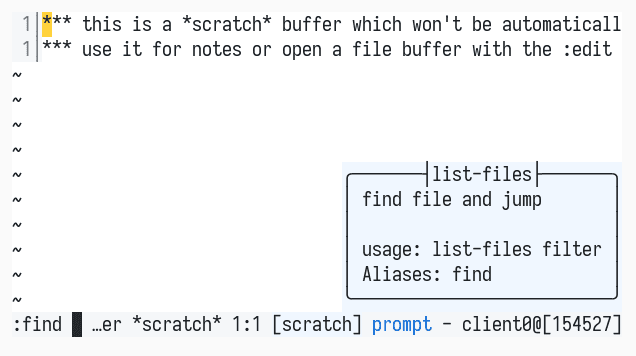 1│*** this is a *scratch* buffer which won't be automaticall
1│*** use it for notes or open a file buffer with the :edit
~
~
~
~
~
~
~
~
~
~
list-files
find file and jump
usage: list-files filter
Aliases: find
:find …er *scratch* 1:1 [scratch] prompt - client0@[154527]